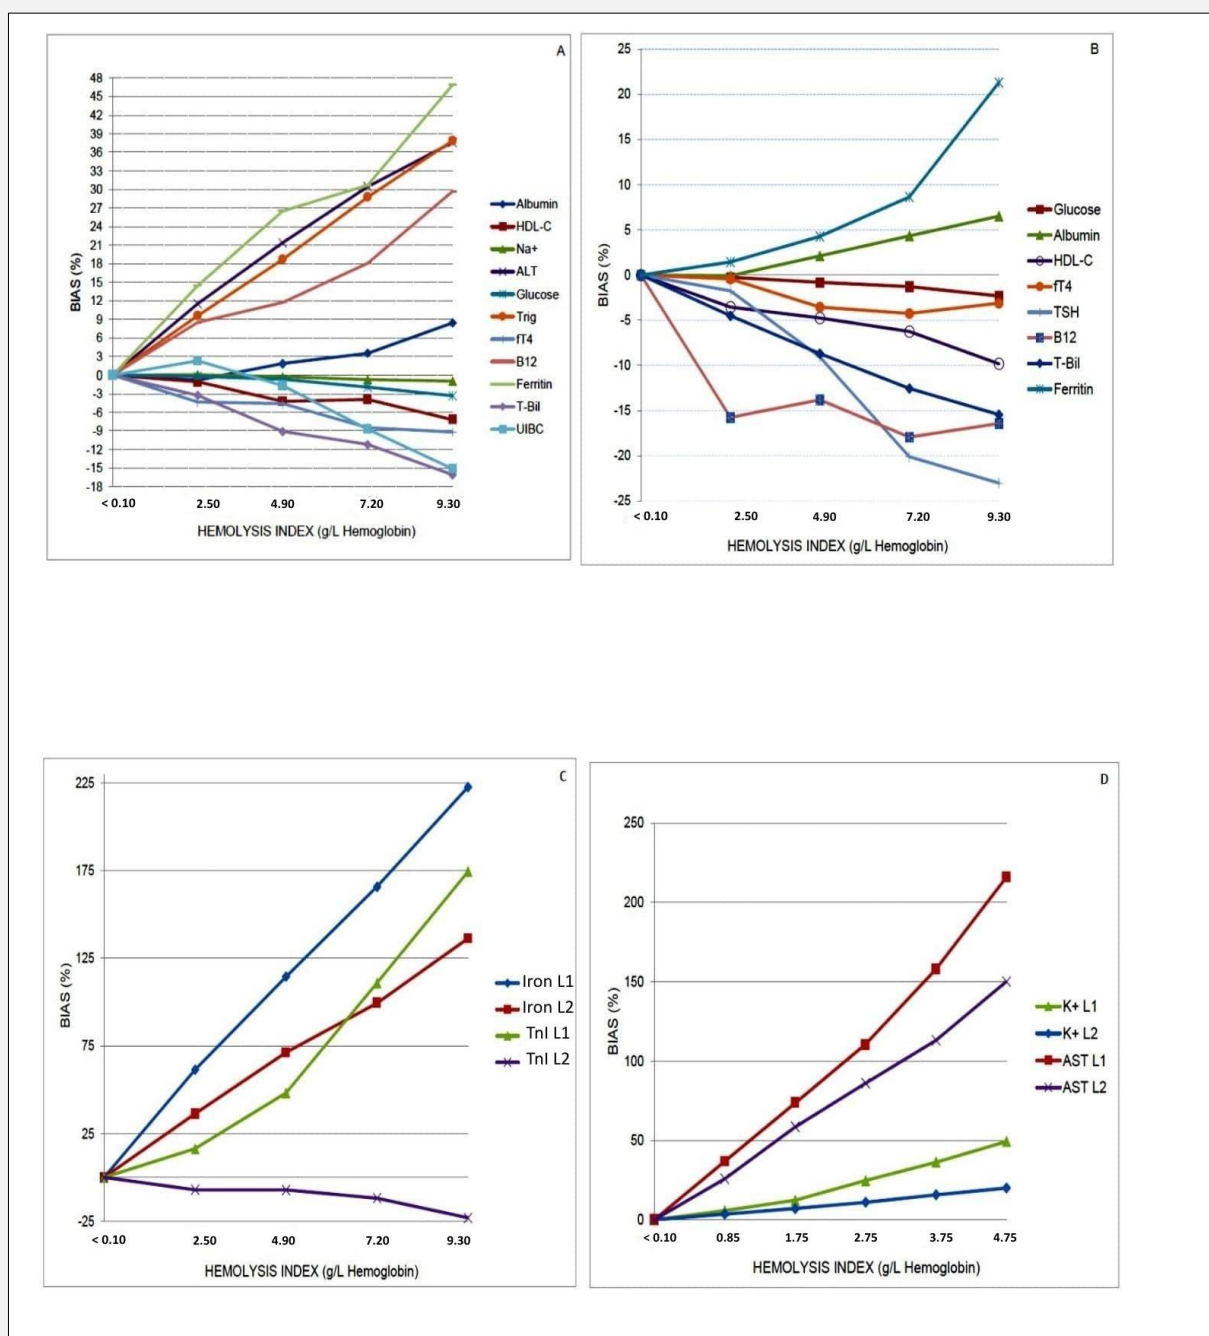 A
48
45
42
39
36
33
30
27
24
21
18
15
12
9
6
3
0
-3
-6
-9
-12
-15
-18
BIAS (%)
< 0.10 2.50 4.90 7.20 9.30
HEMOLYSIS INDEX (g/L Hemoglobin)
Albumin
HDL-C
Na+
ALT
Glucose
Trig
fT4
B12
Ferritin
T-Bil
UIBC
B
25
20
15
10
5
0
-5
-10
-15
-20
-25
BIAS (%)
< 0.10 2.50 4.90 7.20 9.30
HEMOLYSIS INDEX (g/L Hemoglobin)
Glucose
Albumin
HDL-C
fT4
TSH
B12
T-Bil
Ferritin
C
225
175
125
75
25
-25
BIAS (%)
< 0.10 2.50 4.90 7.20 9.30
HEMOLYSIS INDEX (g/L Hemoglobin)
Iron L1
Iron L2
TnI L1
TnI L2
D
250
200
150
100
50
0
BIAS (%)
< 0.10 0.85 1.75 2.75 3.75 4.75
HEMOLYSIS INDEX (g/L Hemoglobin)
K+ L1
K+ L2
AST L1
AST L2